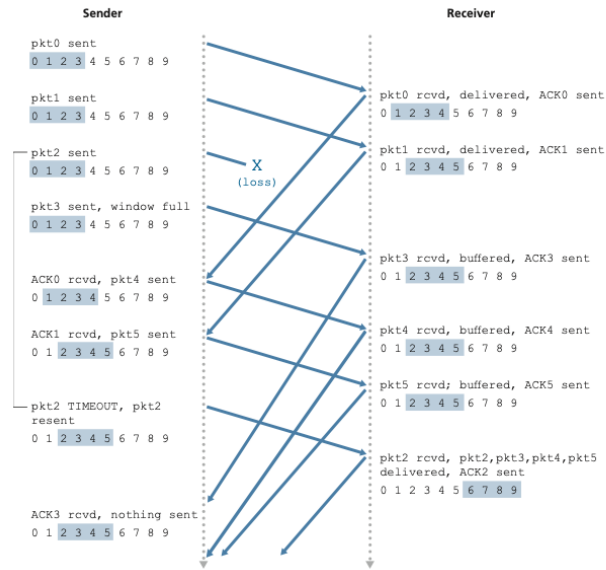 Sender
pkt0 sent
0 1 2 3 4 5 6 7 8 9
pkt1 sent
0 1 2 3 4 5 6 7 8 9
pkt2 sent
0 1 2 3 4 5 6 7 8 9
X
(loss)
pkt3 sent, window full
0 1 2 3 4 5 6 7 8 9
ACK0 rcvd, pkt4 sent
0 1 2 3 4 5 6 7 8 9
ACK1 rcvd, pkt5 sent
0 1 2 3 4 5 6 7 8 9
pkt2 TIMEOUT, pkt2
resent
0 1 2 3 4 5 6 7 8 9
ACK3 rcvd, nothing sent
0 1 2 3 4 5 6 7 8 9
Receiver
pkt0 rcvd, delivered, ACK0 sent
0 1 2 3 4 5 6 7 8 9
pkt1 rcvd, delivered, ACK1 sent
0 1 2 3 4 5 6 7 8 9
pkt3 rcvd, buffered, ACK3 sent
0 1 2 3 4 5 6 7 8 9
pkt4 rcvd, buffered, ACK4 sent
0 1 2 3 4 5 6 7 8 9
pkt5 rcvd; buffered, ACK5 sent
0 1 2 3 4 5 6 7 8 9
pkt2 rcvd, pkt2,pkt3,pkt4,pkt5
delivered, ACK2 sent
0 1 2 3 4 5 6 7 8 9